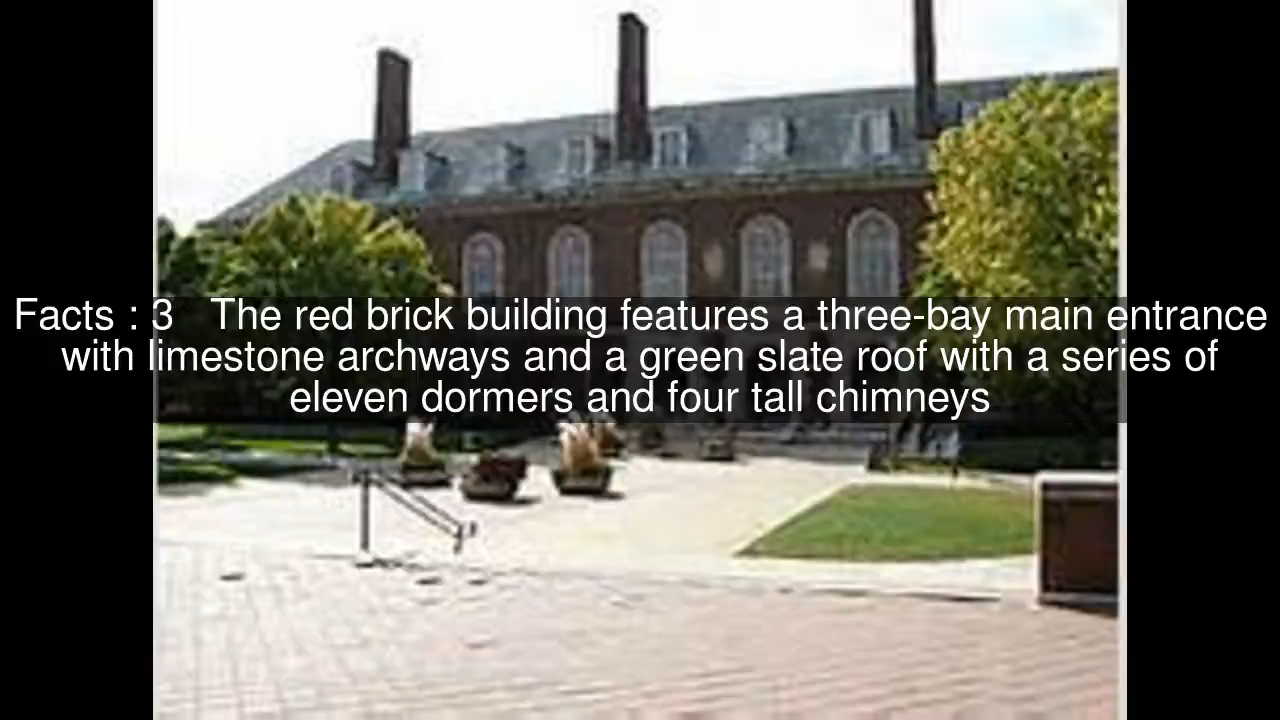 Facts : 3   The red brick building features a three-bay main entrance
with limestone archways and a green slate roof with a series of
eleven dormers and four tall chimneys